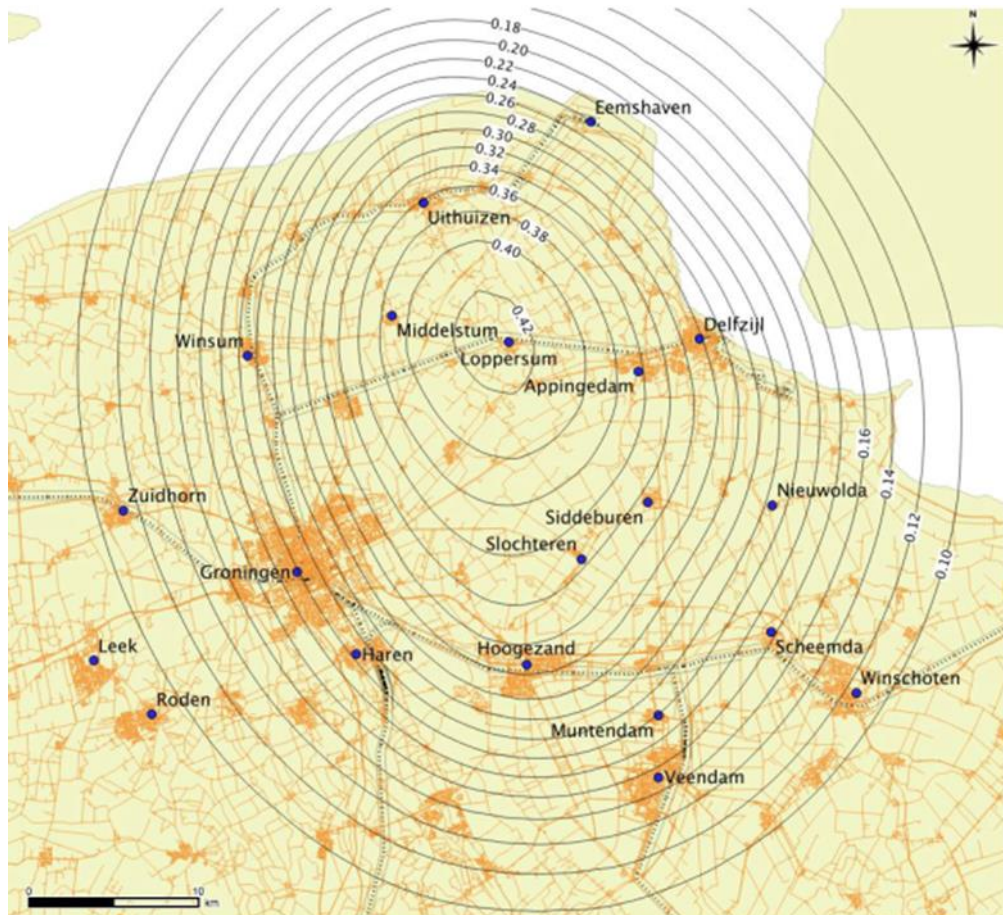 0.18
N
0.20
0.22
0.24
0.26
Eemshaven
0.28
0.30
0.32
0.34
0.36
Uithuizen
0.38
0.40
0.42
Middelstum
Delfzijl
Winsum
Loppersum
Appingedam
0.16
0.14
Zuidhorn
Nieuwolda
Siddeburen
0.12
Slochteren
0.10
Groningen
Leek
Haren
Hoogezand
Scheemda
Winschoten
Roden
Muntendam
Veendam
0 10
km